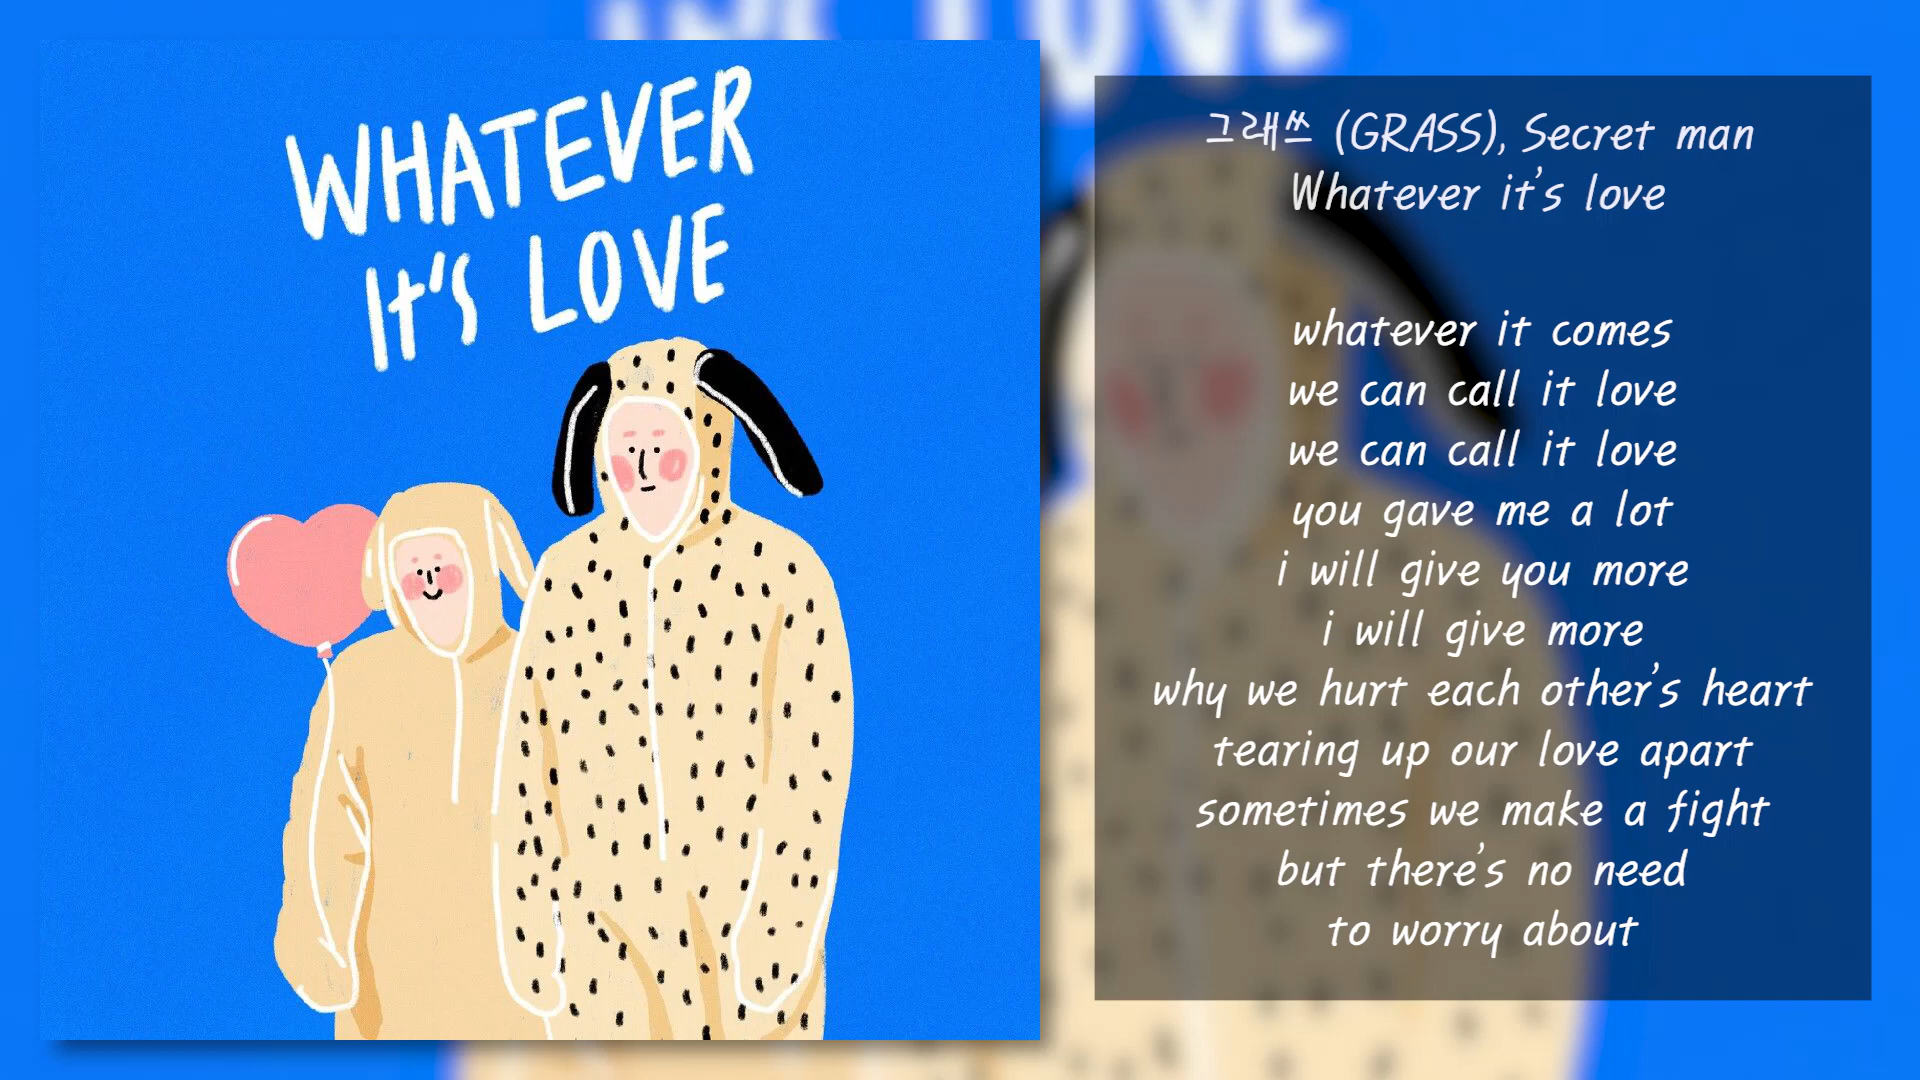 WHATEVER
It's LOVE
그래쓰 (GRASS), Secret man
Whatever it's love
whatever it comes
we can call it love
we can call it love
you gave me a lot
i will give you more
i will give more
why we hurt each other's heart
tearing up our love apart
sometimes we make a fight
but there's no need
to worry about